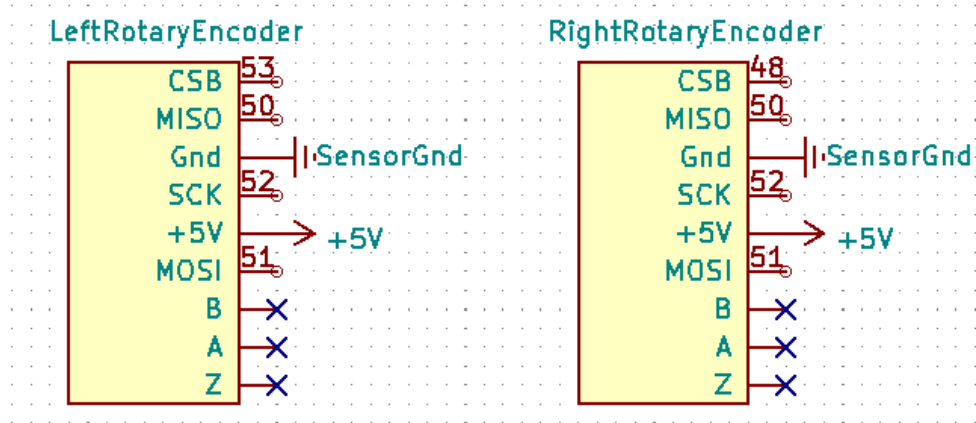 LeftRotaryEncoder
CSB 53
MISO 50
Gnd SensorGnd
SCK 52
+5V +5V
MOSI 51
B
A
Z
RightRotaryEncoder
CSB 48
MISO 50
Gnd SensorGnd
SCK 52
+5V +5V
MOSI 51
B
A
Z